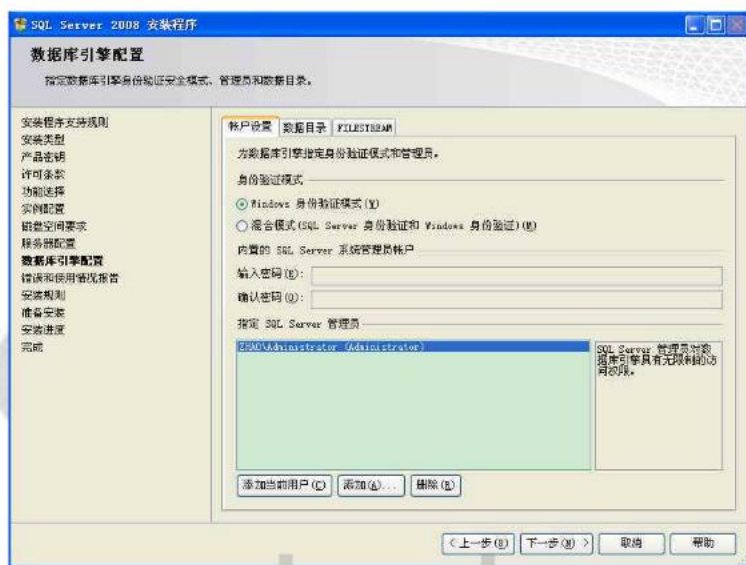 SQL Server 2008 安装程序
数据库引擎配置
指定数据库引擎身份验证安全模式、管理员和数据目录。
安装程序支持规则
安装类型
产品密钥
许可条款
功能选择
实例配置
磁盘空间要求
服务器配置
数据库引擎配置
错误和使用情况报告
安装规则
准备安装
安装进度
完成
帐户设置 数据目录 FILESTREAM
为数据库引擎指定身份验证模式和管理员。
身份验证模式
Windows 身份验证模式(Y)
混合模式(SQL Server 身份验证和 Windows 身份验证)(M)
内置的 SQL Server 系统管理员帐户
输入密码(E):
确认密码(O):
指定 SQL Server 管理员
ZHAO\Administrator (Administrator)
SQL Server 管理员对数
据库引擎具有无限制的访
问权限。
添加当前用户(C) 添加(A)... 删除(R)
< 上一步(B) 下一步(N) > 取消 帮助